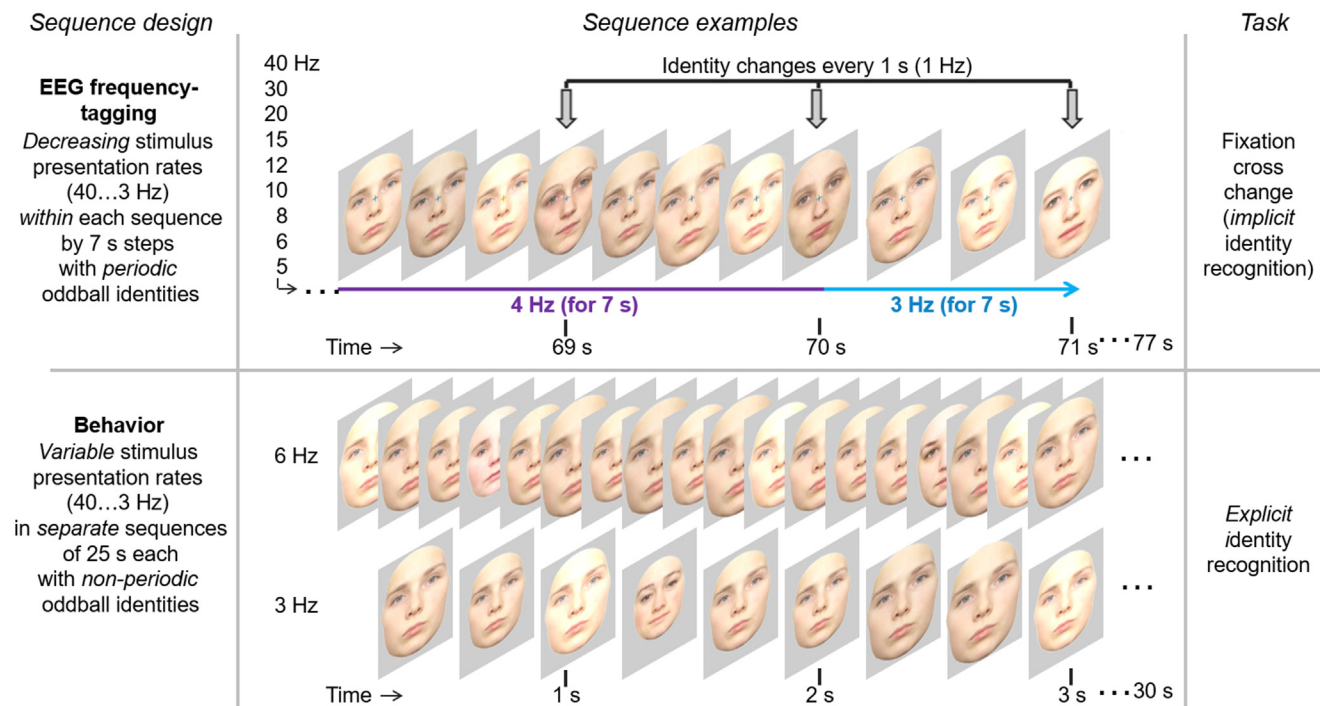 Sequence design
Sequence examples
Task
EEG frequency-
tagging
Decreasing stimulus
presentation rates
(40…3 Hz)
within each sequence
by 7 s steps
with periodic
oddball identities
40 Hz
30
20
15
12
10
8
6
5
Identity changes every 1 s (1 Hz)
4 Hz (for 7 s)
3 Hz (for 7 s)
Time →
69 s
70 s
71 s
...77 s
Fixation
cross
change
(implicit
identity
recognition)
Behavior
Variable stimulus
presentation rates
(40…3 Hz)
in separate sequences
of 25 s each
with non-periodic
oddball identities
6 Hz
...
3 Hz
...
Time →
1 s
2 s
3 s
...30 s
Explicit
identity
recognition